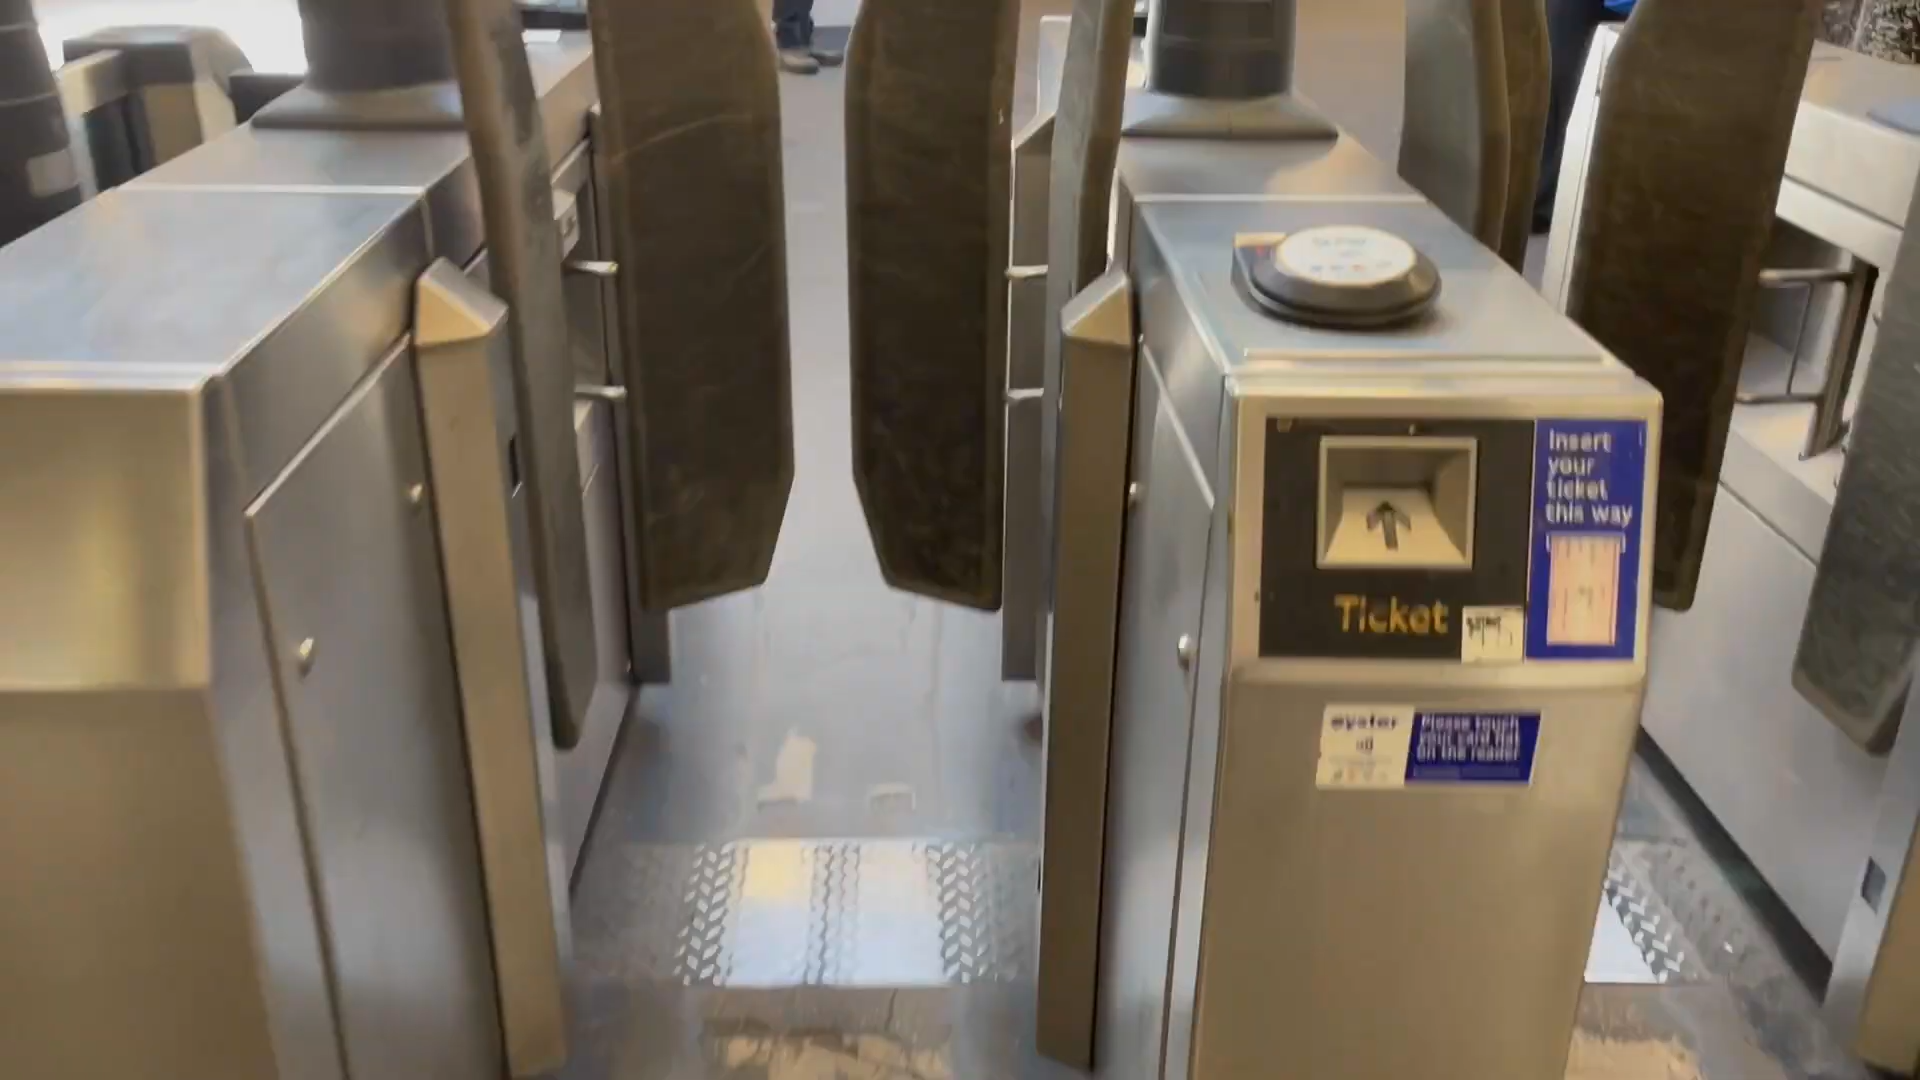 Insert
your
ticket
this way
Ticket
oyster
Please touch
your card flat
on the reader